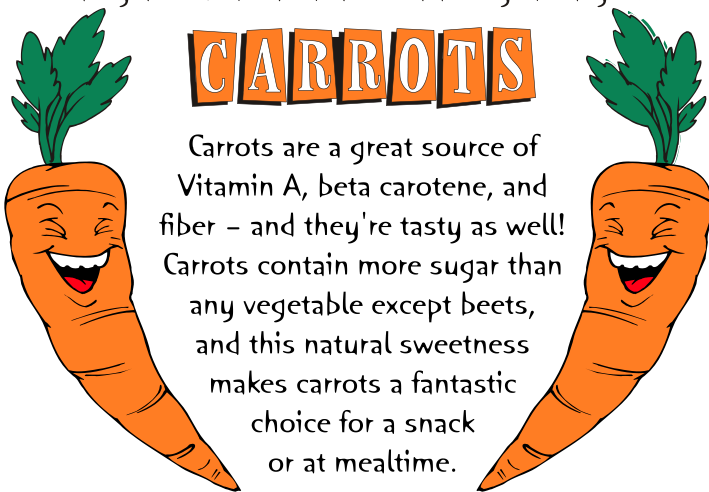 CARROTS
Carrots are a great source of
Vitamin A, beta carotene, and
fiber – and they're tasty as well!
Carrots contain more sugar than
any vegetable except beets,
and this natural sweetness
makes carrots a fantastic
choice for a snack
or at mealtime.